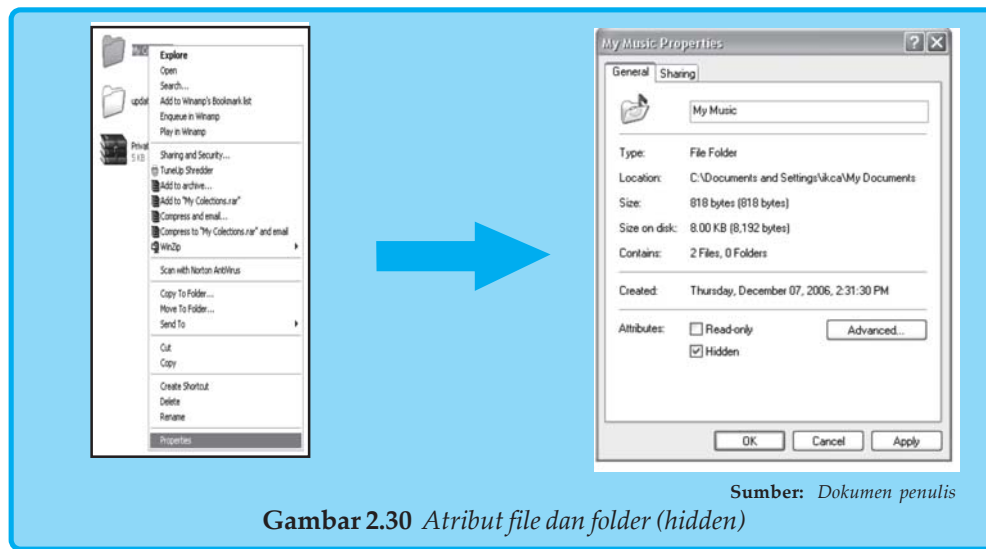 My C
Explore
Open
Search...
updat
Add to Winamp's Bookmark list
Enqueue in Winamp
Play in Winamp
Privat
5 KB
Sharing and Security...
TuneUp Shredder
Add to archive...
Add to "My Colections.rar"
Compress and email...
Compress to "My Colections.rar" and email
WinZip
Scan with Norton AntiVirus
Copy To Folder...
Move To Folder...
Send To
Cut
Copy
Create Shortcut
Delete
Rename
Properties
My Music Properties
General Sharing
My Music
Type: File Folder
Location: C:\Documents and Settings\ikca\My Documents
Size: 818 bytes (818 bytes)
Size on disk: 8.00 KB (8,192 bytes)
Contains: 2 Files, 0 Folders
Created: Thursday, December 07, 2006, 2:31:30 PM
Attributes: Read-only Advanced...
Hidden
OK Cancel Apply
Sumber: Dokumen penulis
Gambar 2.30 Atribut file dan folder (hidden)